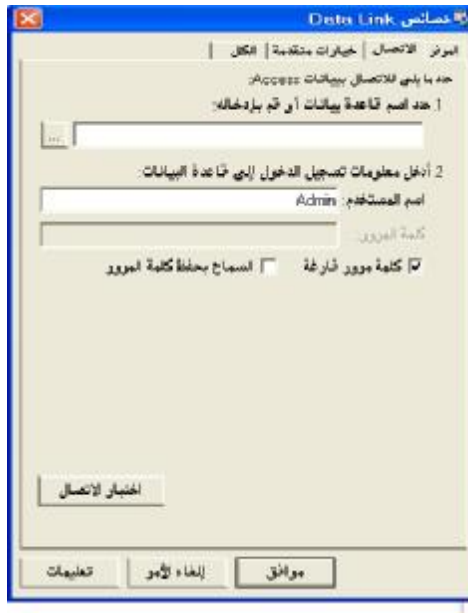 خصائص Data Link
الموفر الاتصال خيارات متقدمة الكل
حدد ما يلي للاتصال ببيانات Access:
1. حدد اسم قاعدة بيانات أو قم بإدخاله:
...
2. أدخل معلومات تسجيل الدخول إلى قاعدة البيانات:
اسم المستخدم: Admin
كلمة المرور:
كلمة مرور فارغة السماح بحفظ كلمة المرور
اختبار الاتصال
موافق إلغاء الأمر تعليمات